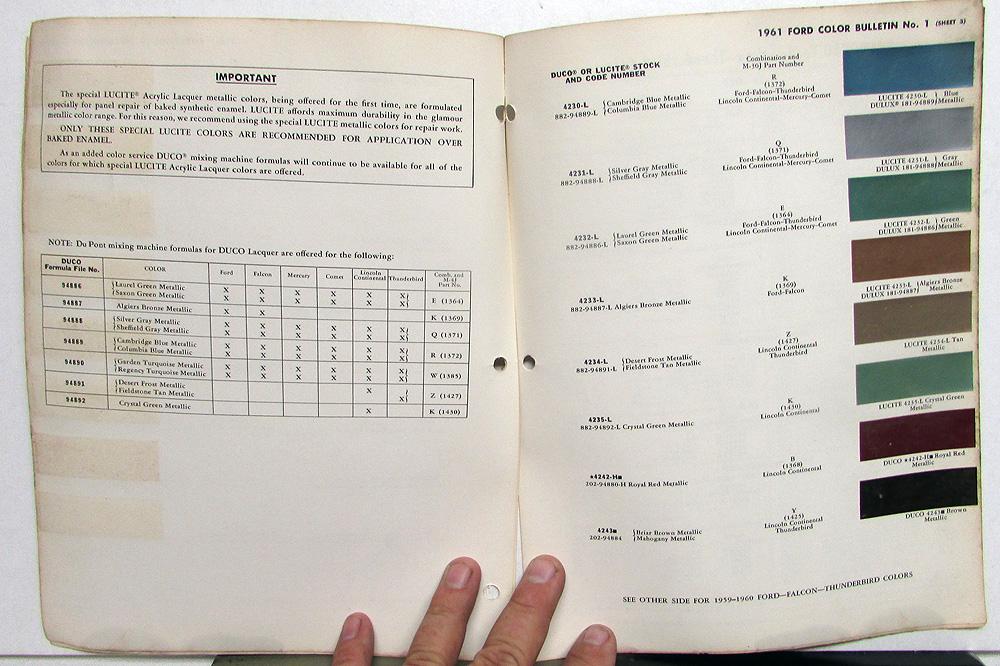 IMPORTANT
The special LUCITE® Acrylic Lacquer metallic colors, being offered for the first time, are formulated
especially for panel repair of baked synthetic enamel. LUCITE affords maximum durability in the glamour
metallic color range. For this reason, we recommend using the special LUCITE metallic colors for repair work.
ONLY THESE SPECIAL LUCITE COLORS ARE RECOMMENDED FOR APPLICATION OVER
BAKED ENAMEL.
As an added color service DUCO® mixing machine formulas will continue to be available for all of the
colors for which special LUCITE Acrylic Lacquer colors are offered.
NOTE: Du Pont mixing machine formulas for DUCO Lacquer are offered for the following:
DUCO Formula File No. COLOR Ford Falcon Mercury Comet Lincoln Continental Thunderbird Comb. and M-4J Part No.
94886 {Laurel Green Metallic X X X X X X}
{Saxon Green Metallic X X X X X X} E (1364)
94887 Algiers Bronze Metallic X X K (1369)
94888 {Silver Gray Metallic X X X X X X}
{Sheffield Gray Metallic X X X X X X} Q (1371)
94889 {Cambridge Blue Metallic X X X X X X}
{Columbia Blue Metallic X X X X X X} R (1372)
94890 {Garden Turquoise Metallic X X X X X X}
{Regency Turquoise Metallic X X X X X X} W (1385)
94891 {Desert Frost Metallic X
{Fieldstone Tan Metallic X} Z (1427)
94892 Crystal Green Metallic X K (1430)
1961 FORD COLOR BULLETIN No. 1 (SHEET 3)
DUCO® OR LUCITE® STOCK
AND CODE NUMBER
Combination and
M-30J Part Number
4230-L
882-94889-L
{Cambridge Blue Metallic
{Columbia Blue Metallic
R
(1372)
Ford-Falcon-Thunderbird
Lincoln Continental-Mercury-Comet
LUCITE 4230-L } Blue
DULUX® 181-94889} Metallic
4231-L
882-94888-L
{Silver Gray Metallic
{Sheffield Gray Metallic
Q
(1371)
Ford-Falcon-Thunderbird
Lincoln Continental-Mercury-Comet
LUCITE 4231-L } Gray
DULUX 181-94888} Metallic
4232-L
882-94886-L
{Laurel Green Metallic
{Saxon Green Metallic
E
(1364)
Ford-Falcon-Thunderbird
Lincoln Continental-Mercury-Comet
LUCITE 4232-L } Green
DULUX 181-94886} Metallic
4233-L
882-94887-L Algiers Bronze Metallic
K
(1369)
Ford-Falcon
LUCITE 4233-L } Algiers Bronze
DULUX 181-94887} Metallic
4234-L
882-94891-L
{Desert Frost Metallic
{Fieldstone Tan Metallic
Z
(1427)
Lincoln Continental
Thunderbird
LUCITE 4234-L Tan
Metallic
4235-L
882-94892-L Crystal Green Metallic
K
(1430)
Lincoln Continental
LUCITE 4235-L Crystal Green
Metallic
★4242-H■
202-94880-H Royal Red Metallic
B
(1368)
Lincoln Continental
DUCO ★4242-H■ Royal Red
Metallic
4243■
202-94884
{Briar Brown Metallic
{Mahogany Metallic
Y
(1425)
Lincoln Continental
Thunderbird
DUCO 4243■ Brown
Metallic
SEE OTHER SIDE FOR 1959–1960 FORD—FALCON—THUNDERBIRD COLORS